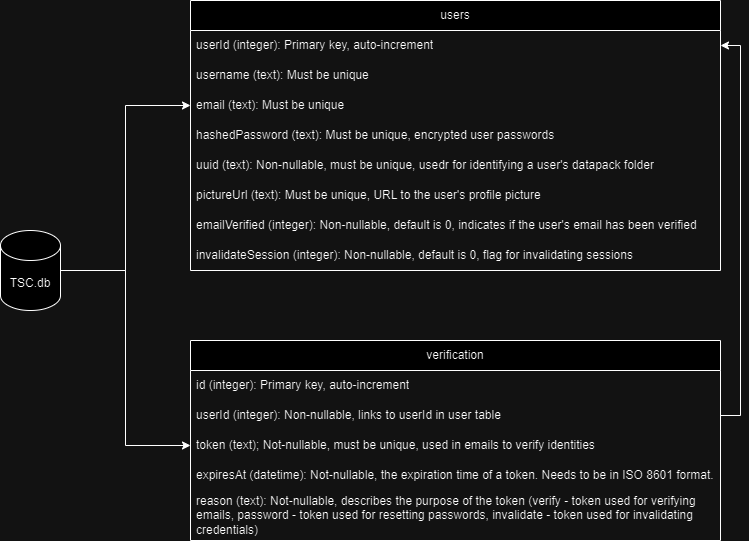 users
userId (integer): Primary key, auto-increment
username (text): Must be unique
email (text): Must be unique
hashedPassword (text): Must be unique, encrypted user passwords
uuid (text): Non-nullable, must be unique, usedr for identifying a user's datapack folder
pictureUrl (text): Must be unique, URL to the user's profile picture
emailVerified (integer): Non-nullable, default is 0, indicates if the user's email has been verified
invalidateSession (integer): Non-nullable, default is 0, flag for invalidating sessions
TSC.db
verification
id (integer): Primary key, auto-increment
userId (integer): Non-nullable, links to userId in user table
token (text); Not-nullable, must be unique, used in emails to verify identities
expiresAt (datetime): Not-nullable, the expiration time of a token. Needs to be in ISO 8601 format.
reason (text): Not-nullable, describes the purpose of the token (verify - token used for verifying
emails, password - token used for resetting passwords, invalidate - token used for invalidating
credentials)